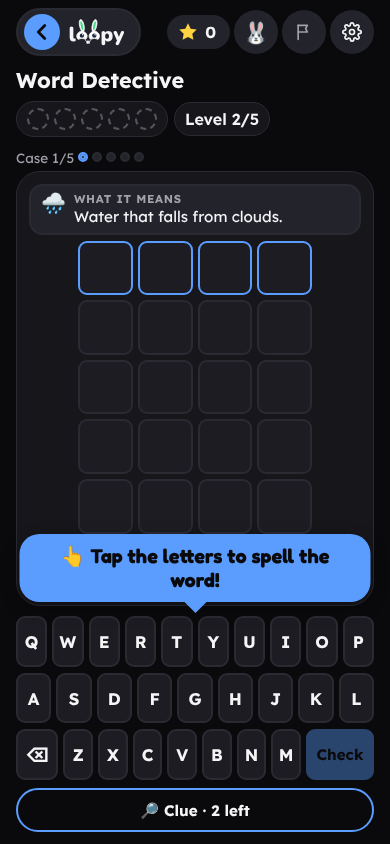 loopy
0
Word Detective
Level 2/5
Case 1/5
WHAT IT MEANS
Water that falls from clouds.
Tap the letters to spell the
word!
Q W E R T Y U I O P
A S D F G H J K L
Z X C V B N M Check
Clue · 2 left